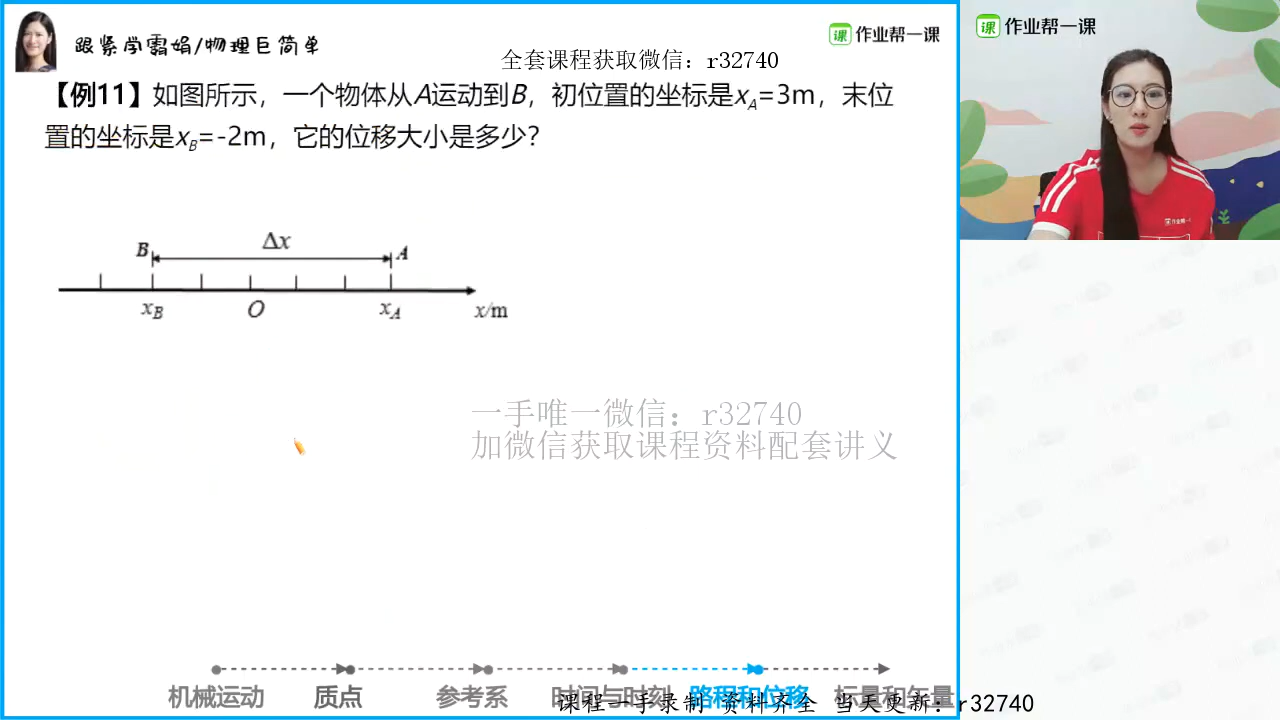 跟紧学霸娟/物理巨简单
课 作业帮一课
课 作业帮一课
全套课程获取微信：r32740
【例11】如图所示，一个物体从A运动到B，初位置的坐标是xA=3m，末位
置的坐标是xB=-2m，它的位移大小是多少？
B Δx A
xB O xA x/m
一手唯一微信：r32740
加微信获取课程资料配套讲义
机械运动 质点 参考系 时间与时刻 路程和位移 标量和矢量
课程一手录制 资料齐全 当天更新：r32740